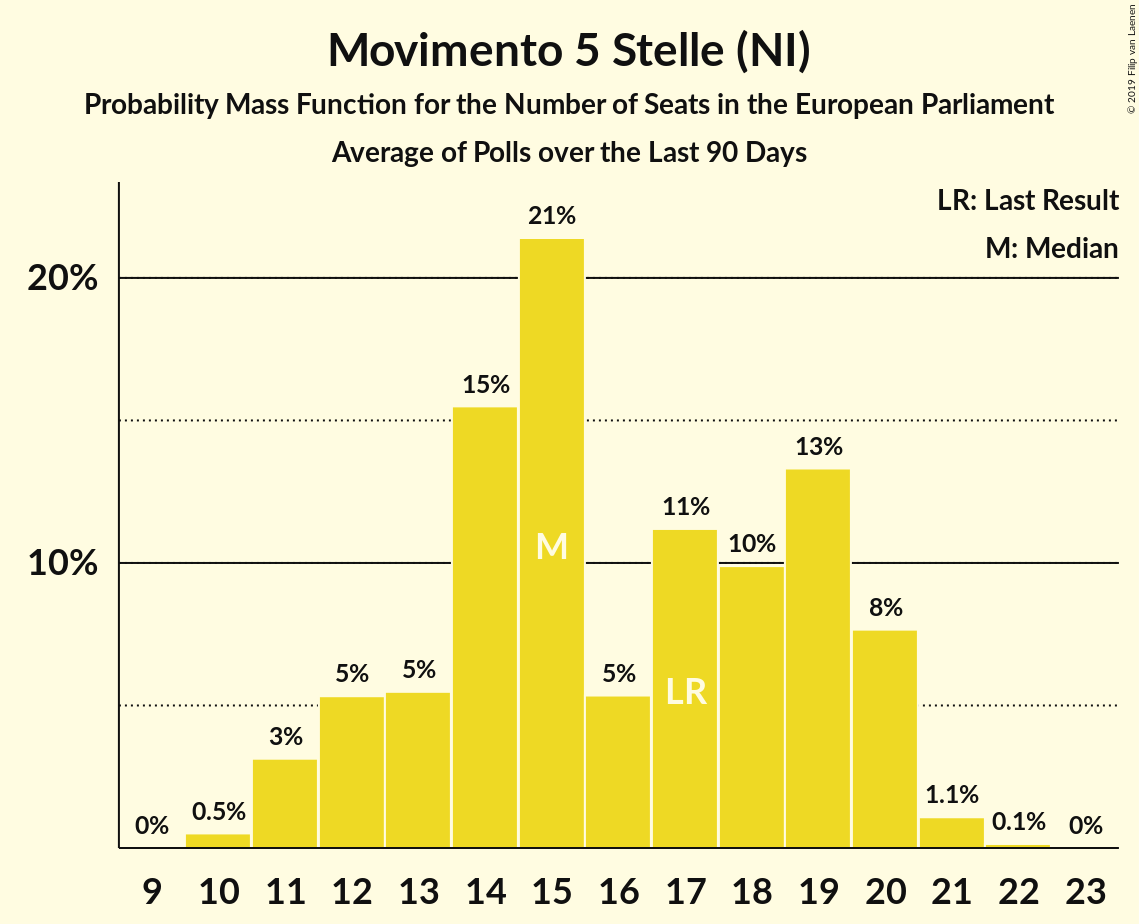 Movimento 5 Stelle (NI)
Probability Mass Function for the Number of Seats in the European Parliament
Average of Polls over the Last 90 Days
© 2019 Filip van Laenen
LR: Last Result
M: Median
20%
10%
0%
0.5%
3%
5%
5%
15%
21%
5%
11%
10%
13%
8%
1.1%
0.1%
0%
M
LR
9 10 11 12 13 14 15 16 17 18 19 20 21 22 23